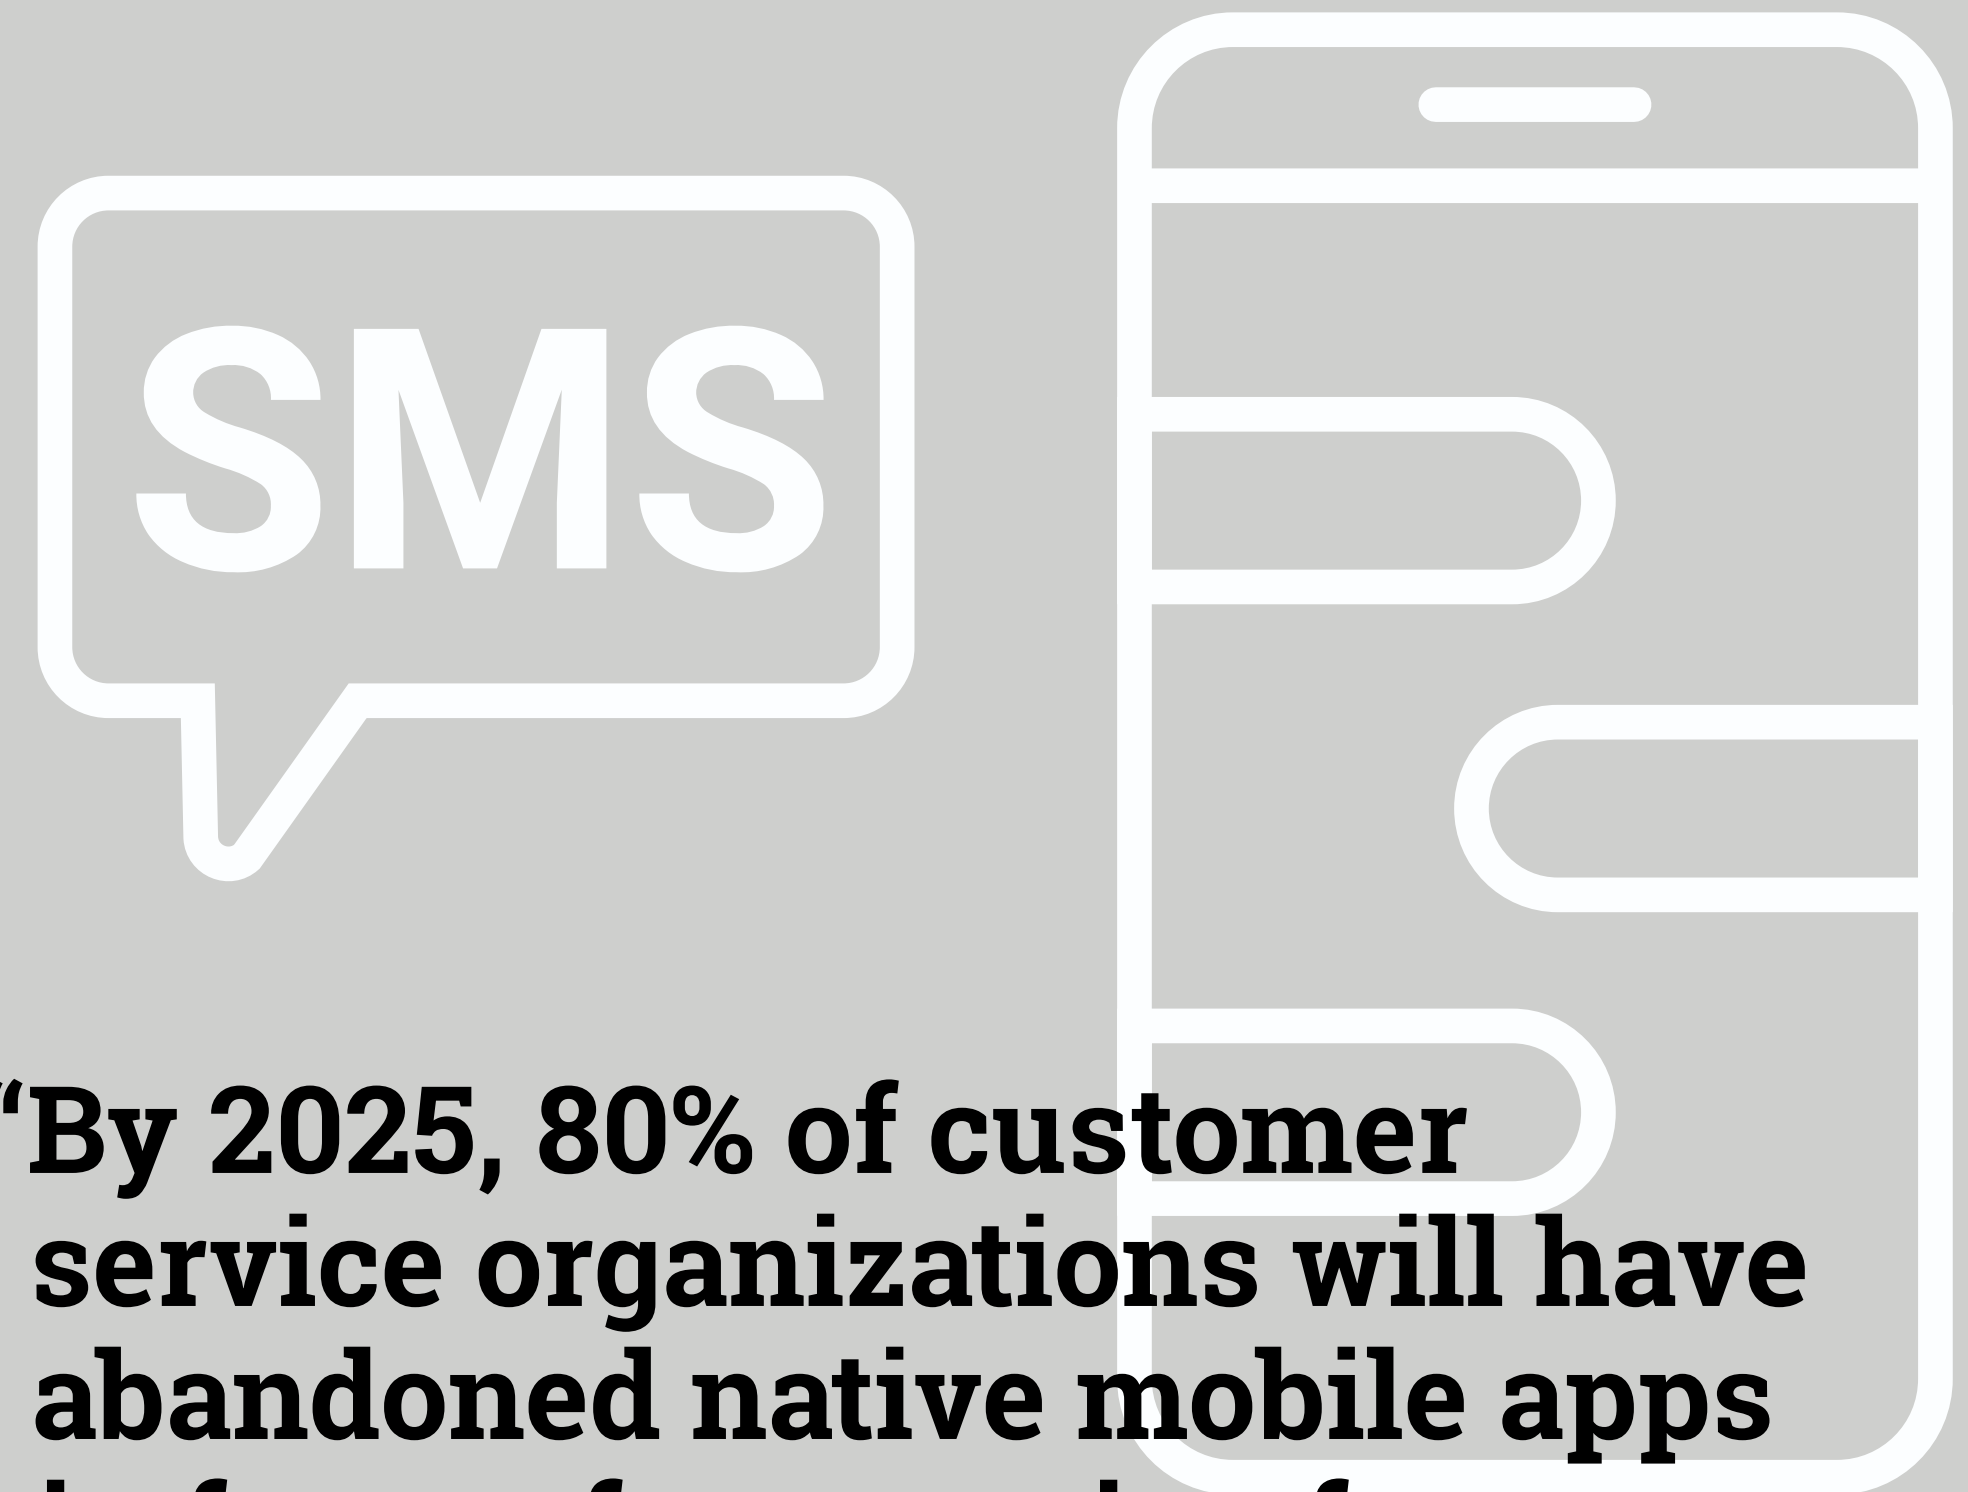 SMS
“By 2025, 80% of customer
service organizations will have
abandoned native mobile apps